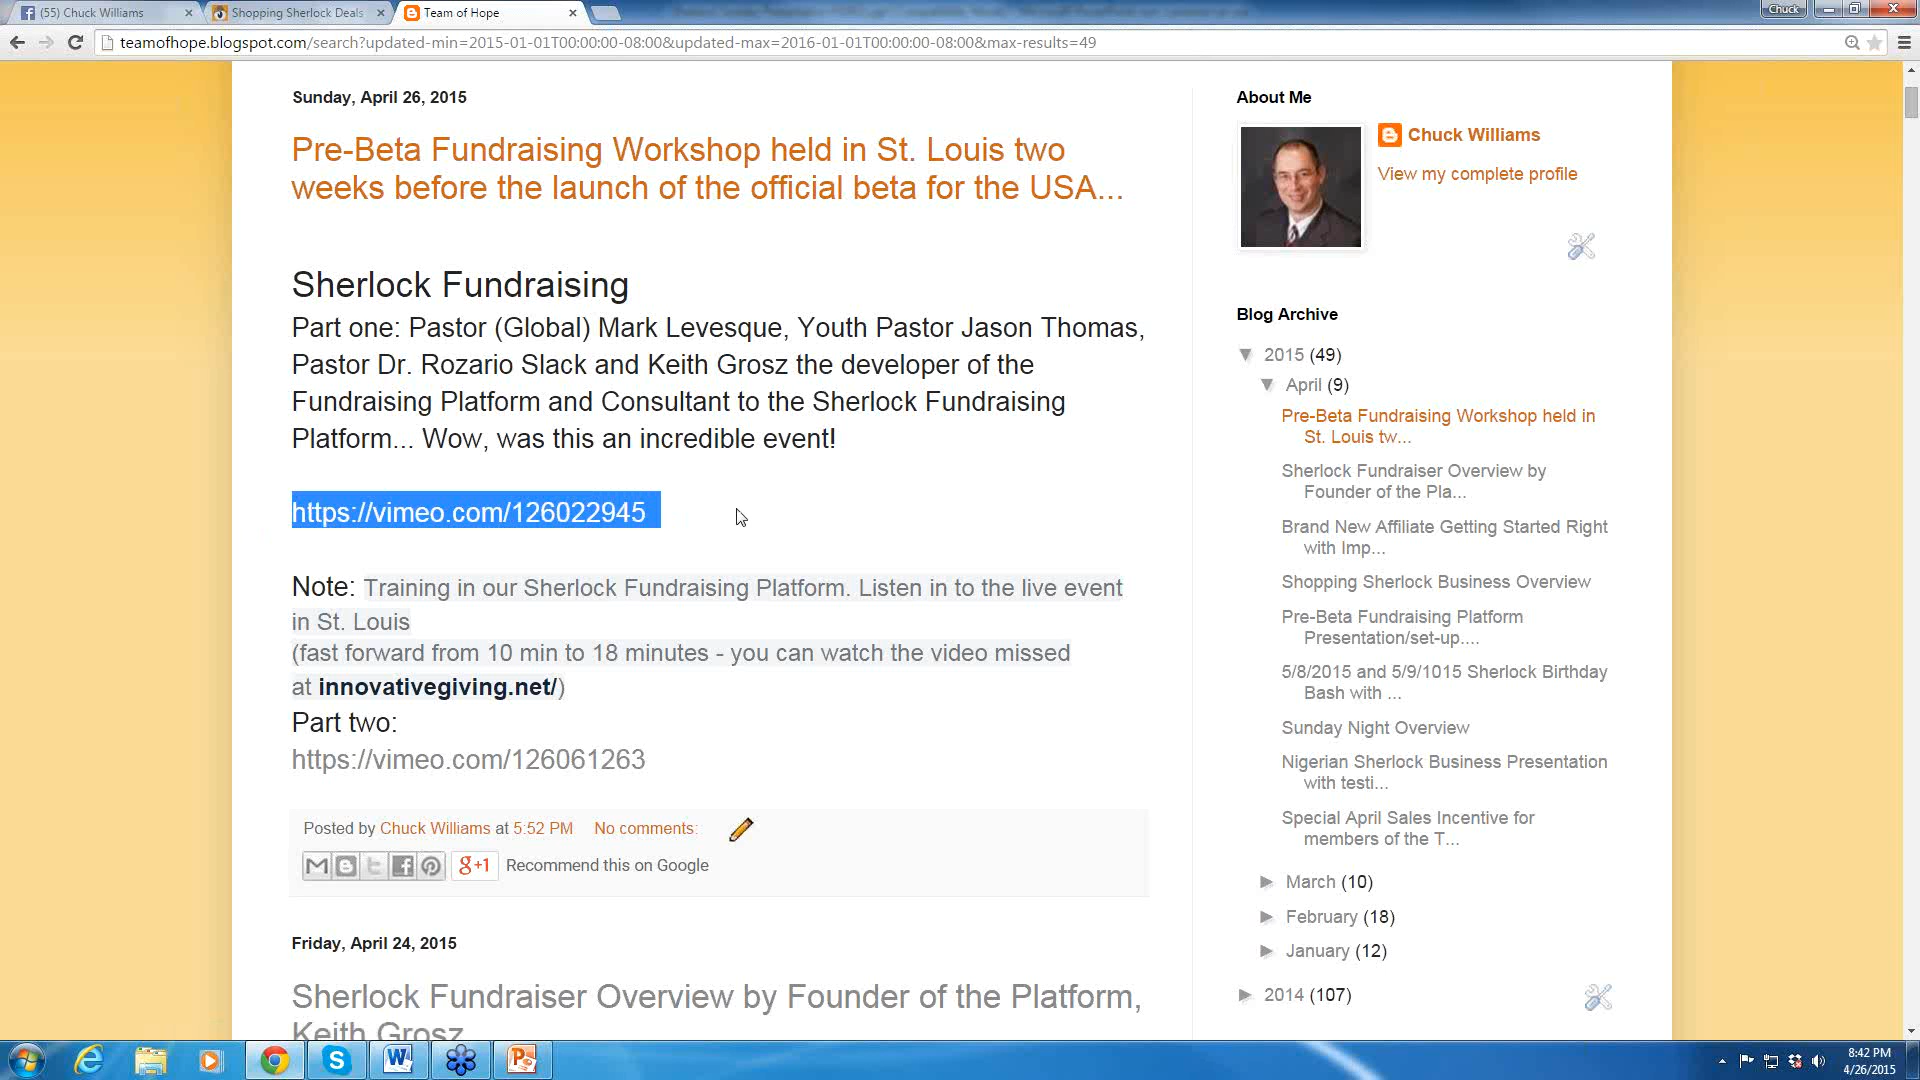 (55) Chuck Williams
Shopping Sherlock Deals
Team of Hope
Chuck
teamofhope.blogspot.com/search?updated-min=2015-01-01T00:00:00-08:00&updated-max=2016-01-01T00:00:00-08:00&max-results=49
Sunday, April 26, 2015
Pre-Beta Fundraising Workshop held in St. Louis two
weeks before the launch of the official beta for the USA...
Sherlock Fundraising
Part one: Pastor (Global) Mark Levesque, Youth Pastor Jason Thomas,
Pastor Dr. Rozario Slack and Keith Grosz the developer of the
Fundraising Platform and Consultant to the Sherlock Fundraising
Platform... Wow, was this an incredible event!
https://vimeo.com/126022945
Note: Training in our Sherlock Fundraising Platform. Listen in to the live event
in St. Louis
(fast forward from 10 min to 18 minutes - you can watch the video missed
at innovativegiving.net/)
Part two:
https://vimeo.com/126061263
Posted by Chuck Williams at 5:52 PM No comments:
g+1 Recommend this on Google
Friday, April 24, 2015
Sherlock Fundraiser Overview by Founder of the Platform,
Keith Grosz
About Me
Chuck Williams
View my complete profile
Blog Archive
▼ 2015 (49)
▼ April (9)
Pre-Beta Fundraising Workshop held in
St. Louis tw...
Sherlock Fundraiser Overview by
Founder of the Pla...
Brand New Affiliate Getting Started Right
with Imp...
Shopping Sherlock Business Overview
Pre-Beta Fundraising Platform
Presentation/set-up....
5/8/2015 and 5/9/1015 Sherlock Birthday
Bash with ...
Sunday Night Overview
Nigerian Sherlock Business Presentation
with testi...
Special April Sales Incentive for
members of the T...
► March (10)
► February (18)
► January (12)
► 2014 (107)
8:42 PM
4/26/2015